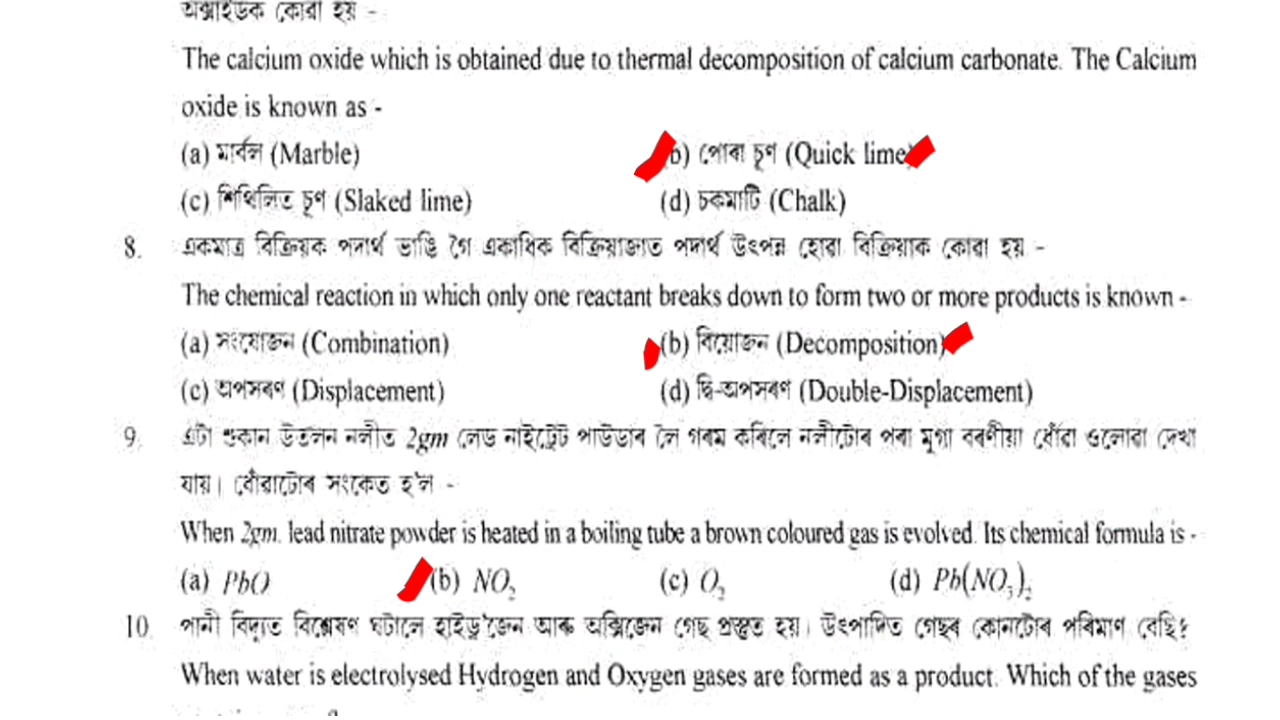 অক্সাইডক কোৱা হয় -
The calcium oxide which is obtained due to thermal decomposition of calcium carbonate. The Calcium
oxide is known as -
(a) মাৰ্বল (Marble) (b) পোৰা চূণ (Quick lime)
(c) শিথিলিত চূণ (Slaked lime) (d) চকমাটি (Chalk)
8. একমাত্ৰ বিক্ৰিয়ক পদাৰ্থ ভাঙি গৈ একাধিক বিক্ৰিয়াজাত পদাৰ্থ উৎপন্ন হোৱা বিক্ৰিয়াক কোৱা হয় -
The chemical reaction in which only one reactant breaks down to form two or more products is known -
(a) সংযোজন (Combination) (b) বিয়োজন (Decomposition)
(c) অপসৰণ (Displacement) (d) দ্বি-অপসৰণ (Double-Displacement)
9. এটা শুকান উতলন নলীত 2gm লেড নাইট্ৰেট পাউডাৰ লৈ গৰম কৰিলে নলীটোৰ পৰা মুগা বৰণীয়া ধোঁৱা ওলোৱা দেখা
যায়। ধোঁৱাটোৰ সংকেত হ'ল -
When 2gm. lead nitrate powder is heated in a boiling tube a brown coloured gas is evolved. Its chemical formula is -
(a) PbO (b) NO₂ (c) O₂ (d) Pb(NO₃)₂
10. পানী বিদ্যুত বিশ্লেষণ ঘটালে হাইড্ৰ'জেন আৰু অক্সিজেন গেছ প্ৰস্তুত হয়। উৎপাদিত গেছৰ কোনটোৰ পৰিমাণ বেছি?
When water is electrolysed Hydrogen and Oxygen gases are formed as a product. Which of the gases